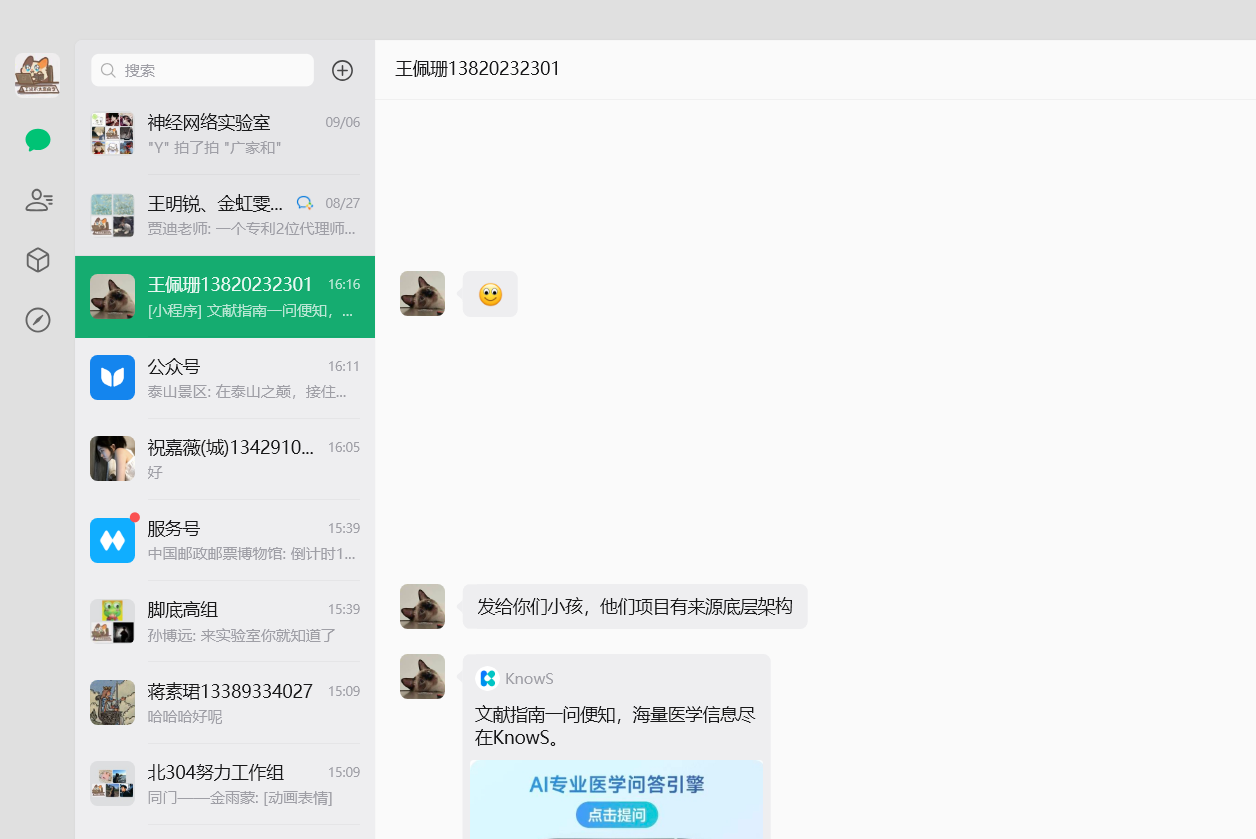 搜索
神经网络实验室
09/06
"Y" 拍了拍 "广家和"
王明锐、金虹雯...
08/27
贾迪老师: 一个专利2位代理师...
王佩珊13820232301
16:16
[小程序] 文献指南一问便知，...
公众号
16:11
泰山景区: 在泰山之巅，接住...
祝嘉薇(城)1342910...
16:05
好
服务号
15:39
中国邮政邮票博物馆: 倒计时1...
脚底高组
15:39
孙博远: 来实验室你就知道了
蒋素珺13389334027
15:09
哈哈哈好呢
北304努力工作组
15:09
同门——金雨蒙: [动画表情]
王佩珊13820232301
发给你们小孩，他们项目有来源底层架构
KnowS
文献指南一问便知，海量医学信息尽
在KnowS。
AI专业医学问答引擎
点击提问